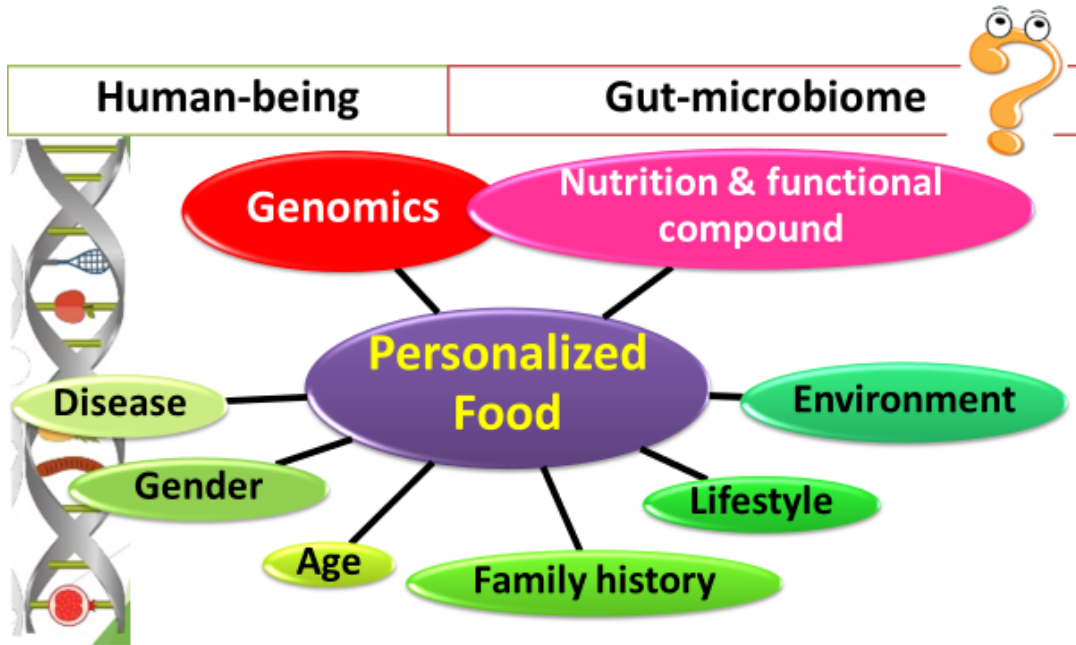 Human-being
Gut-microbiome
Genomics
Nutrition & functional
compound
Personalized
Food
Disease
Environment
Gender
Lifestyle
Age
Family history